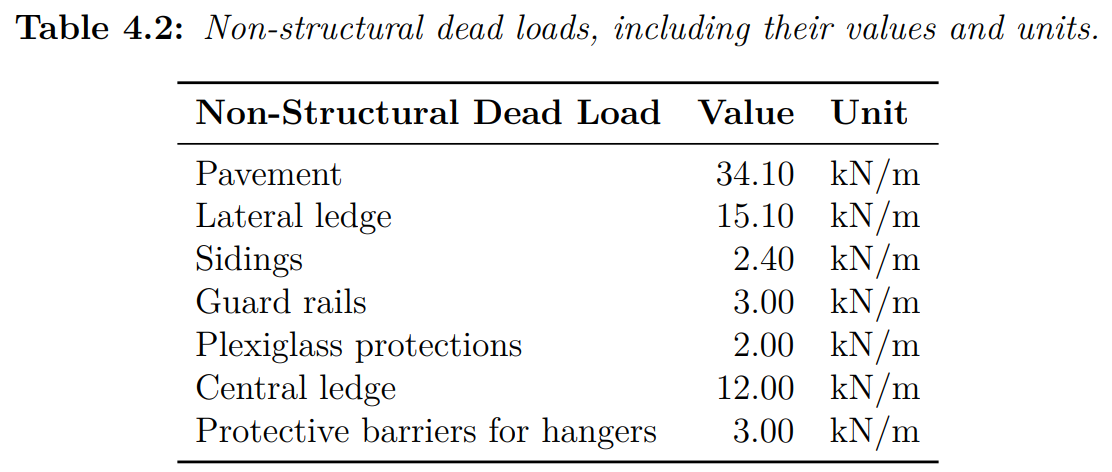 Table 4.2: Non-structural dead loads, including their values and units.
Non-Structural Dead Load Value Unit
Pavement 34.10 kN/m
Lateral ledge 15.10 kN/m
Sidings 2.40 kN/m
Guard rails 3.00 kN/m
Plexiglass protections 2.00 kN/m
Central ledge 12.00 kN/m
Protective barriers for hangers 3.00 kN/m